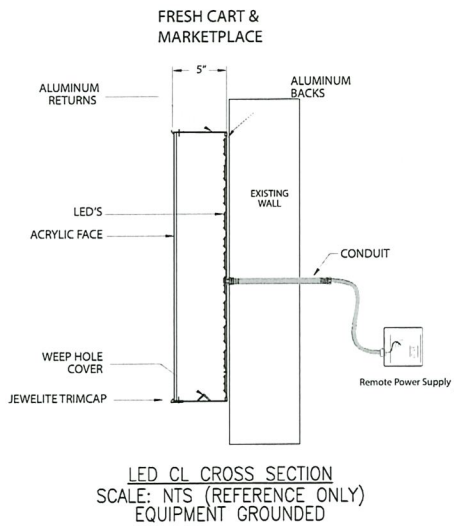 FRESH CART &
MARKETPLACE
5"
ALUMINUM
RETURNS
ALUMINUM
BACKS
EXISTING
WALL
LED'S
ACRYLIC FACE
CONDUIT
WEEP HOLE
COVER
Remote Power Supply
JEWELITE TRIMCAP
LED CL CROSS SECTION
SCALE: NTS (REFERENCE ONLY)
EQUIPMENT GROUNDED